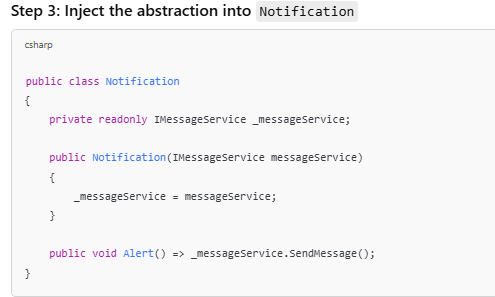 Step 3: Inject the abstraction into Notification
csharp
public class Notification
{
    private readonly IMessageService _messageService;
    public Notification(IMessageService messageService)
    {
        _messageService = messageService;
    }
    public void Alert() => _messageService.SendMessage();
}